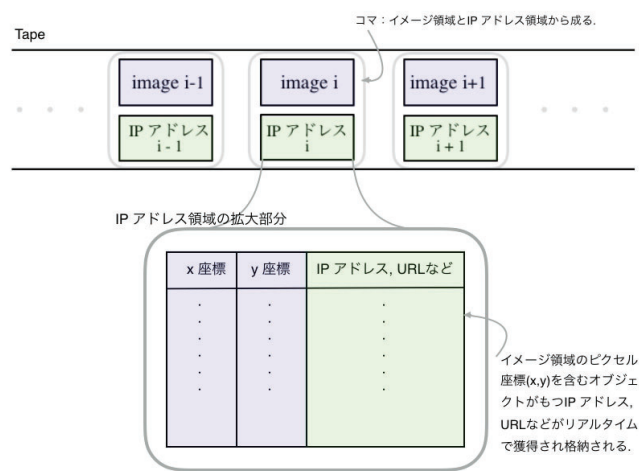 コマ：イメージ領域とIP アドレス領域から成る.
Tape
image i-1
image i
image i+1
IP アドレス
i - 1
IP アドレス
i
IP アドレス
i + 1
IP アドレス領域の拡大部分
x 座標
y 座標
IP アドレス, URLなど
イメージ領域のピクセル
座標(x,y)を含むオブジェ
クトがもつIP アドレス,
URLなどがリアルタイム
で獲得され格納される.